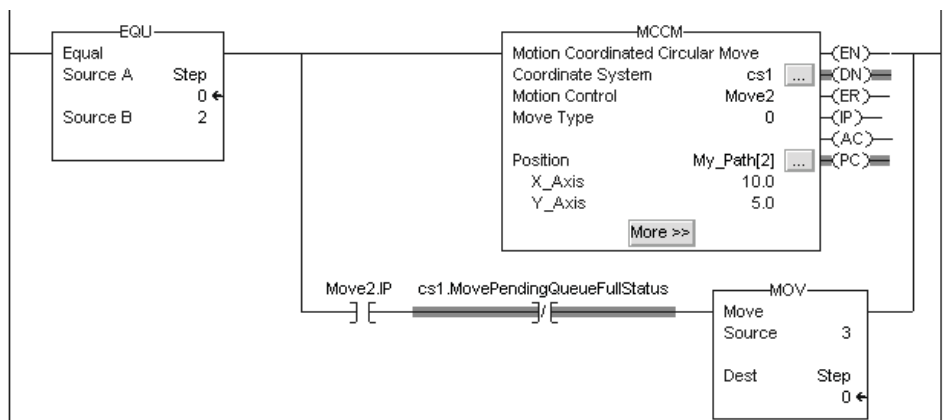 EQU
Equal
Source A Step
0
Source B 2
MCCM
Motion Coordinated Circular Move
Coordinate System cs1 ...
Motion Control Move2
Move Type 0
Position My_Path[2] ...
X_Axis 10.0
Y_Axis 5.0
More >>
(EN)
(DN)
(ER)
(IP)
(AC)
(PC)
Move2.IP cs1.MovePendingQueueFullStatus
MOV
Move
Source 3
Dest Step
0